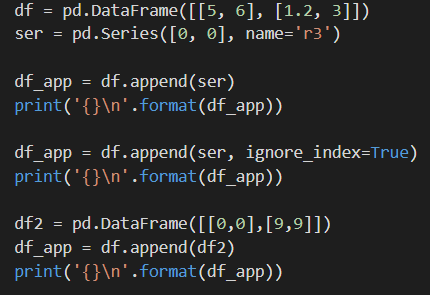 df = pd.DataFrame([[5, 6], [1.2, 3]])
ser = pd.Series([0, 0], name='r3')
df_app = df.append(ser)
print('{}\n'.format(df_app))
df_app = df.append(ser, ignore_index=True)
print('{}\n'.format(df_app))
df2 = pd.DataFrame([[0,0],[9,9]])
df_app = df.append(df2)
print('{}\n'.format(df_app))